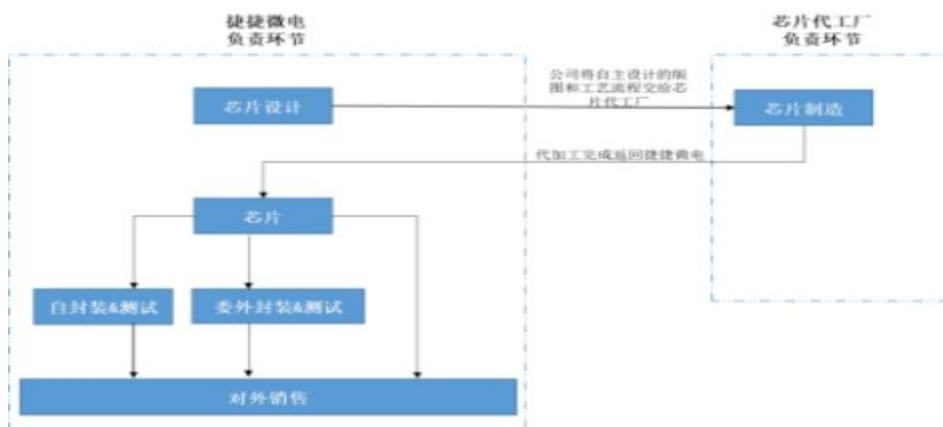 捷捷微电
负责环节
芯片代工厂
负责环节
公司将自主设计的版
图和工艺流程交给芯
片代工厂
芯片设计
芯片制造
代加工完成返回捷捷微电
芯片
自封装&测试
委外封装&测试
对外销售